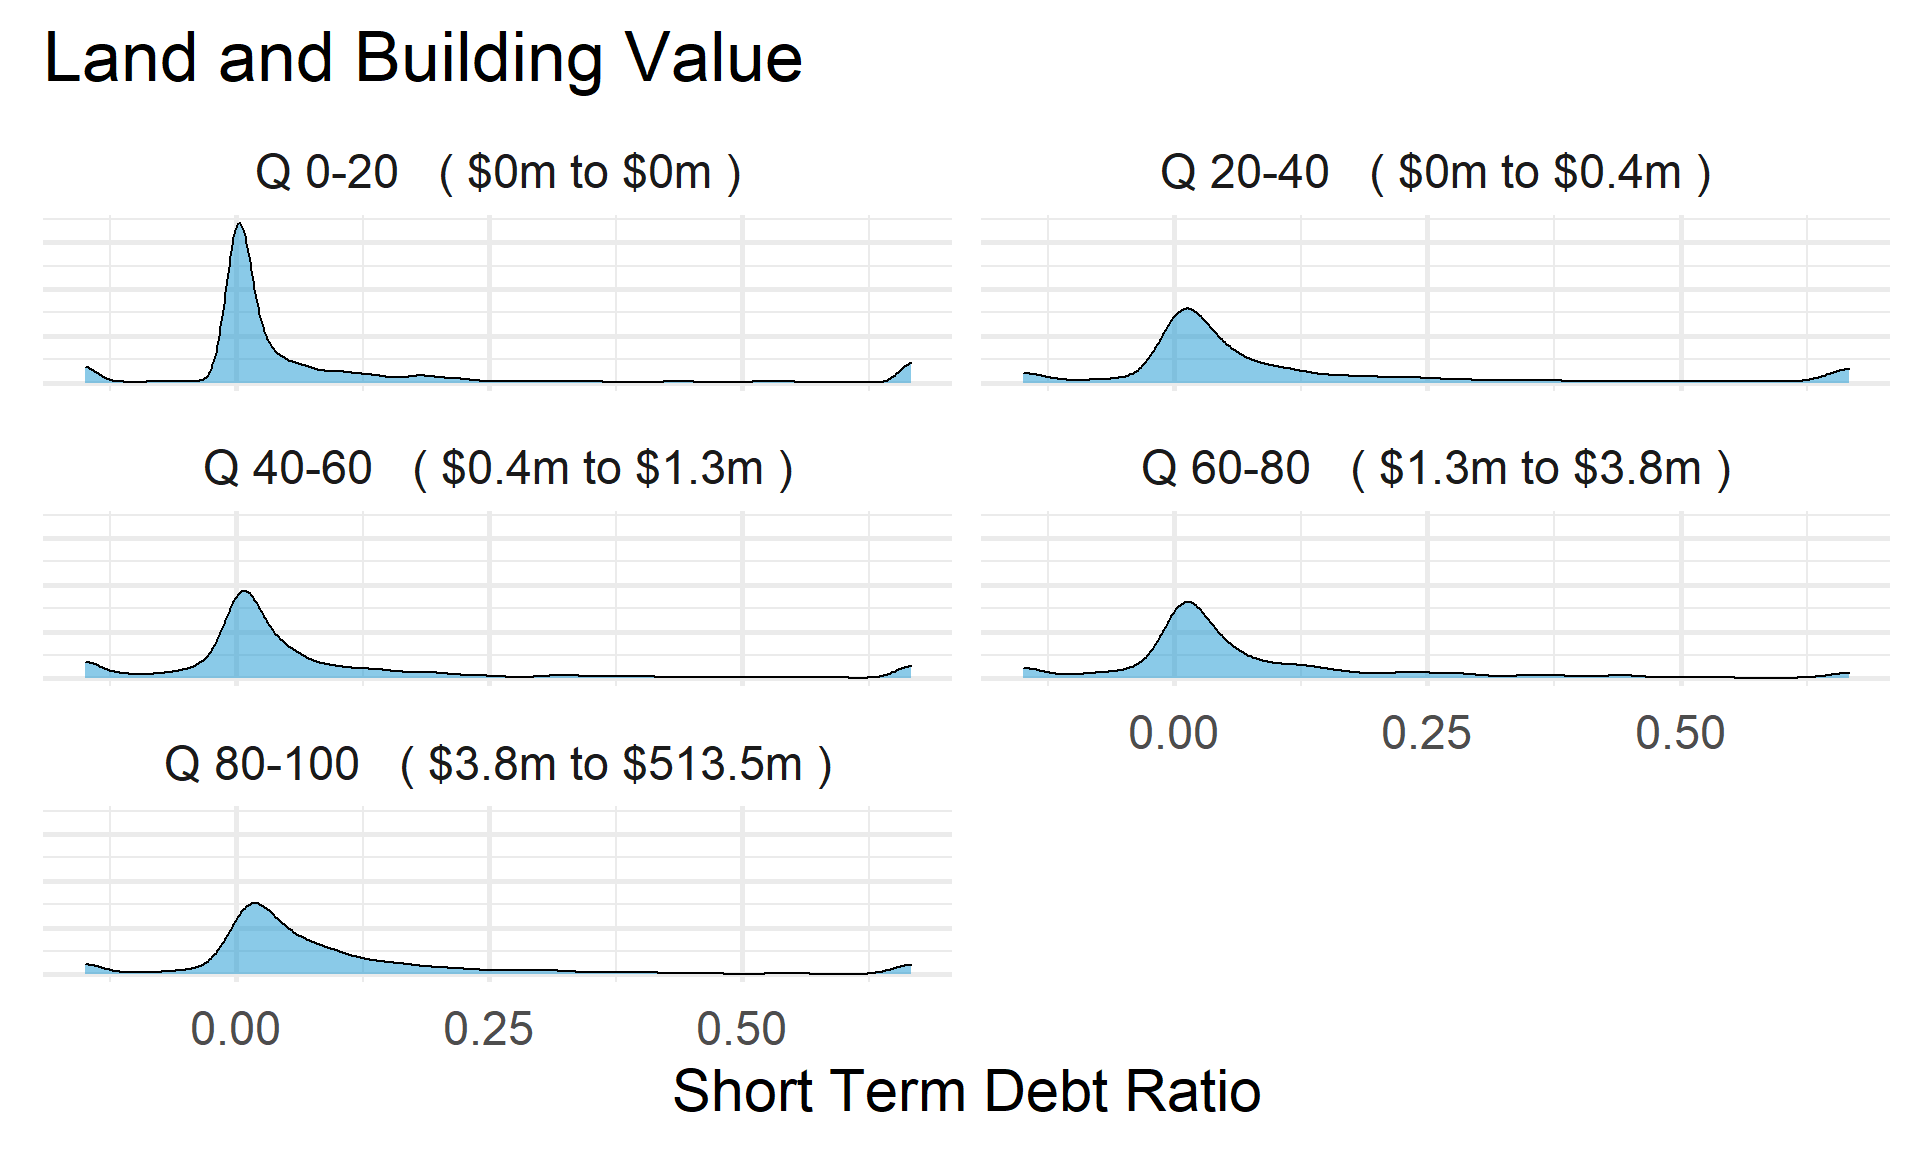 Land and Building Value
Q 0-20 ( $0m to $0m )
Q 20-40 ( $0m to $0.4m )
Q 40-60 ( $0.4m to $1.3m )
Q 60-80 ( $1.3m to $3.8m )
0.00 0.25 0.50
Q 80-100 ( $3.8m to $513.5m )
0.00 0.25 0.50
Short Term Debt Ratio